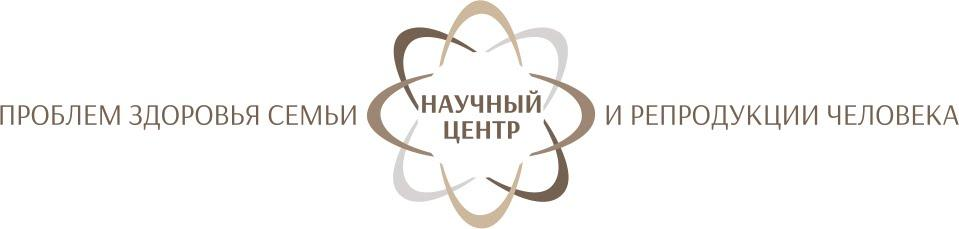 НАУЧНЫЙ
ЦЕНТР
ПРОБЛЕМ ЗДОРОВЬЯ СЕМЬИ
И РЕПРОДУКЦИИ ЧЕЛОВЕКА